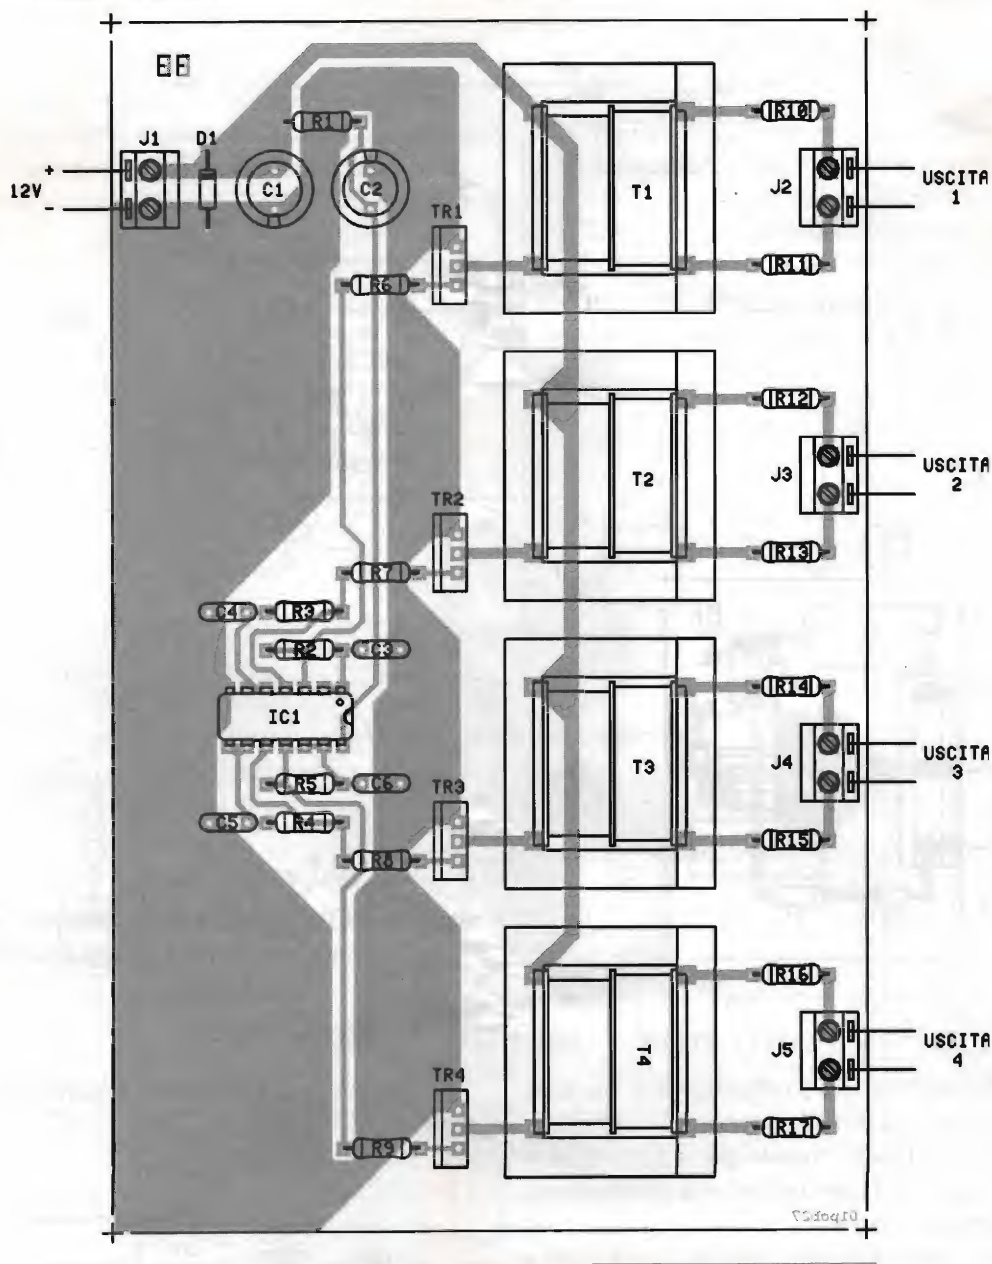 EE
R1
R10
J1
D1
+
12V
-
C1
C2
T1
J2
USCITA
1
TR1
R11
R6
R12
T2
J3
USCITA
2
TR2
R13
R7
C4
R3
R2
C3
R14
IC1
T3
J4
USCITA
3
R5
C6
TR3
C5
R4
R15
R8
R16
T4
J5
USCITA
4
TR4
R17
R9
01pcb27